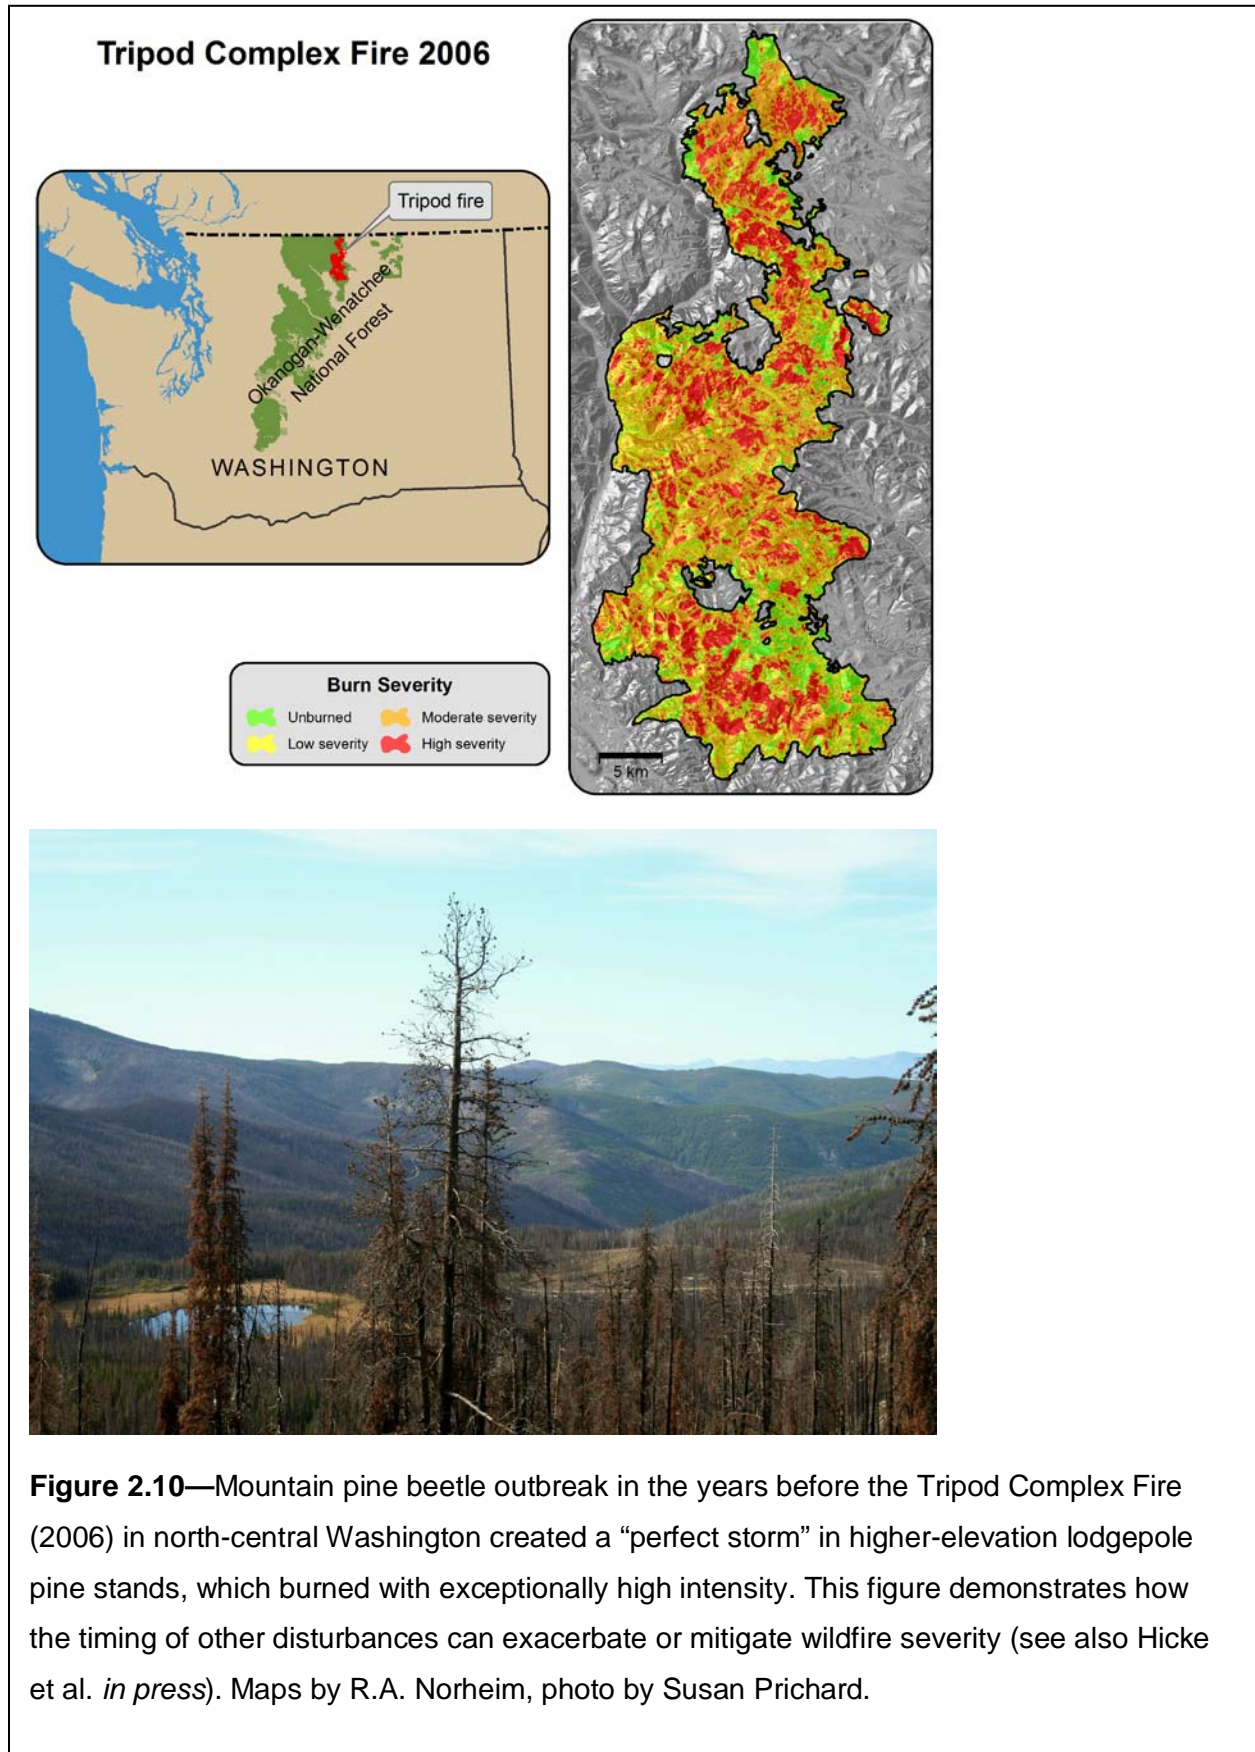 Tripod Complex Fire 2006
Tripod fire
Okanogan-Wenatchee
National Forest
WASHINGTON
Burn Severity
Unburned
Moderate severity
Low severity
High severity
5 km
Figure 2.10—Mountain pine beetle outbreak in the years before the Tripod Complex Fire
(2006) in north-central Washington created a “perfect storm” in higher-elevation lodgepole
pine stands, which burned with exceptionally high intensity. This figure demonstrates how
the timing of other disturbances can exacerbate or mitigate wildfire severity (see also Hicke
et al. in press). Maps by R.A. Norheim, photo by Susan Prichard.